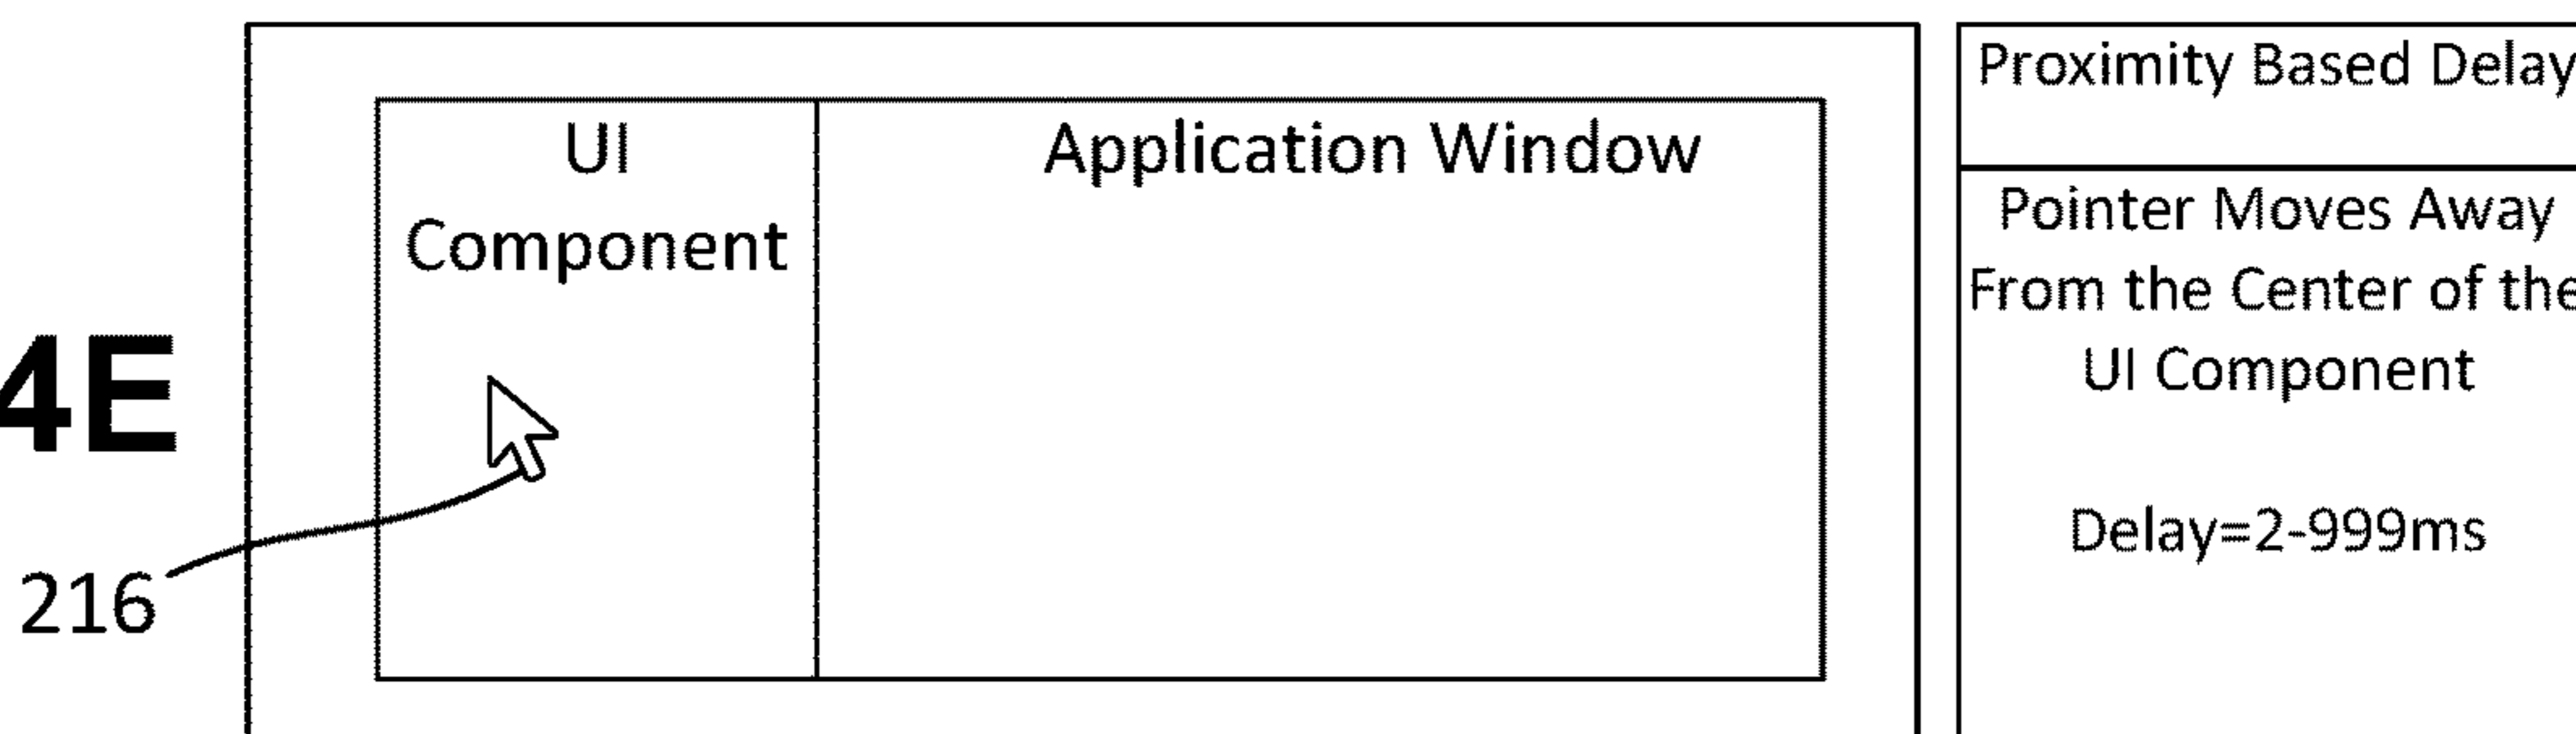 4E
216
UI
Component
Application Window
Proximity Based Delay
Pointer Moves Away
From the Center of the
UI Component
Delay=2-999ms